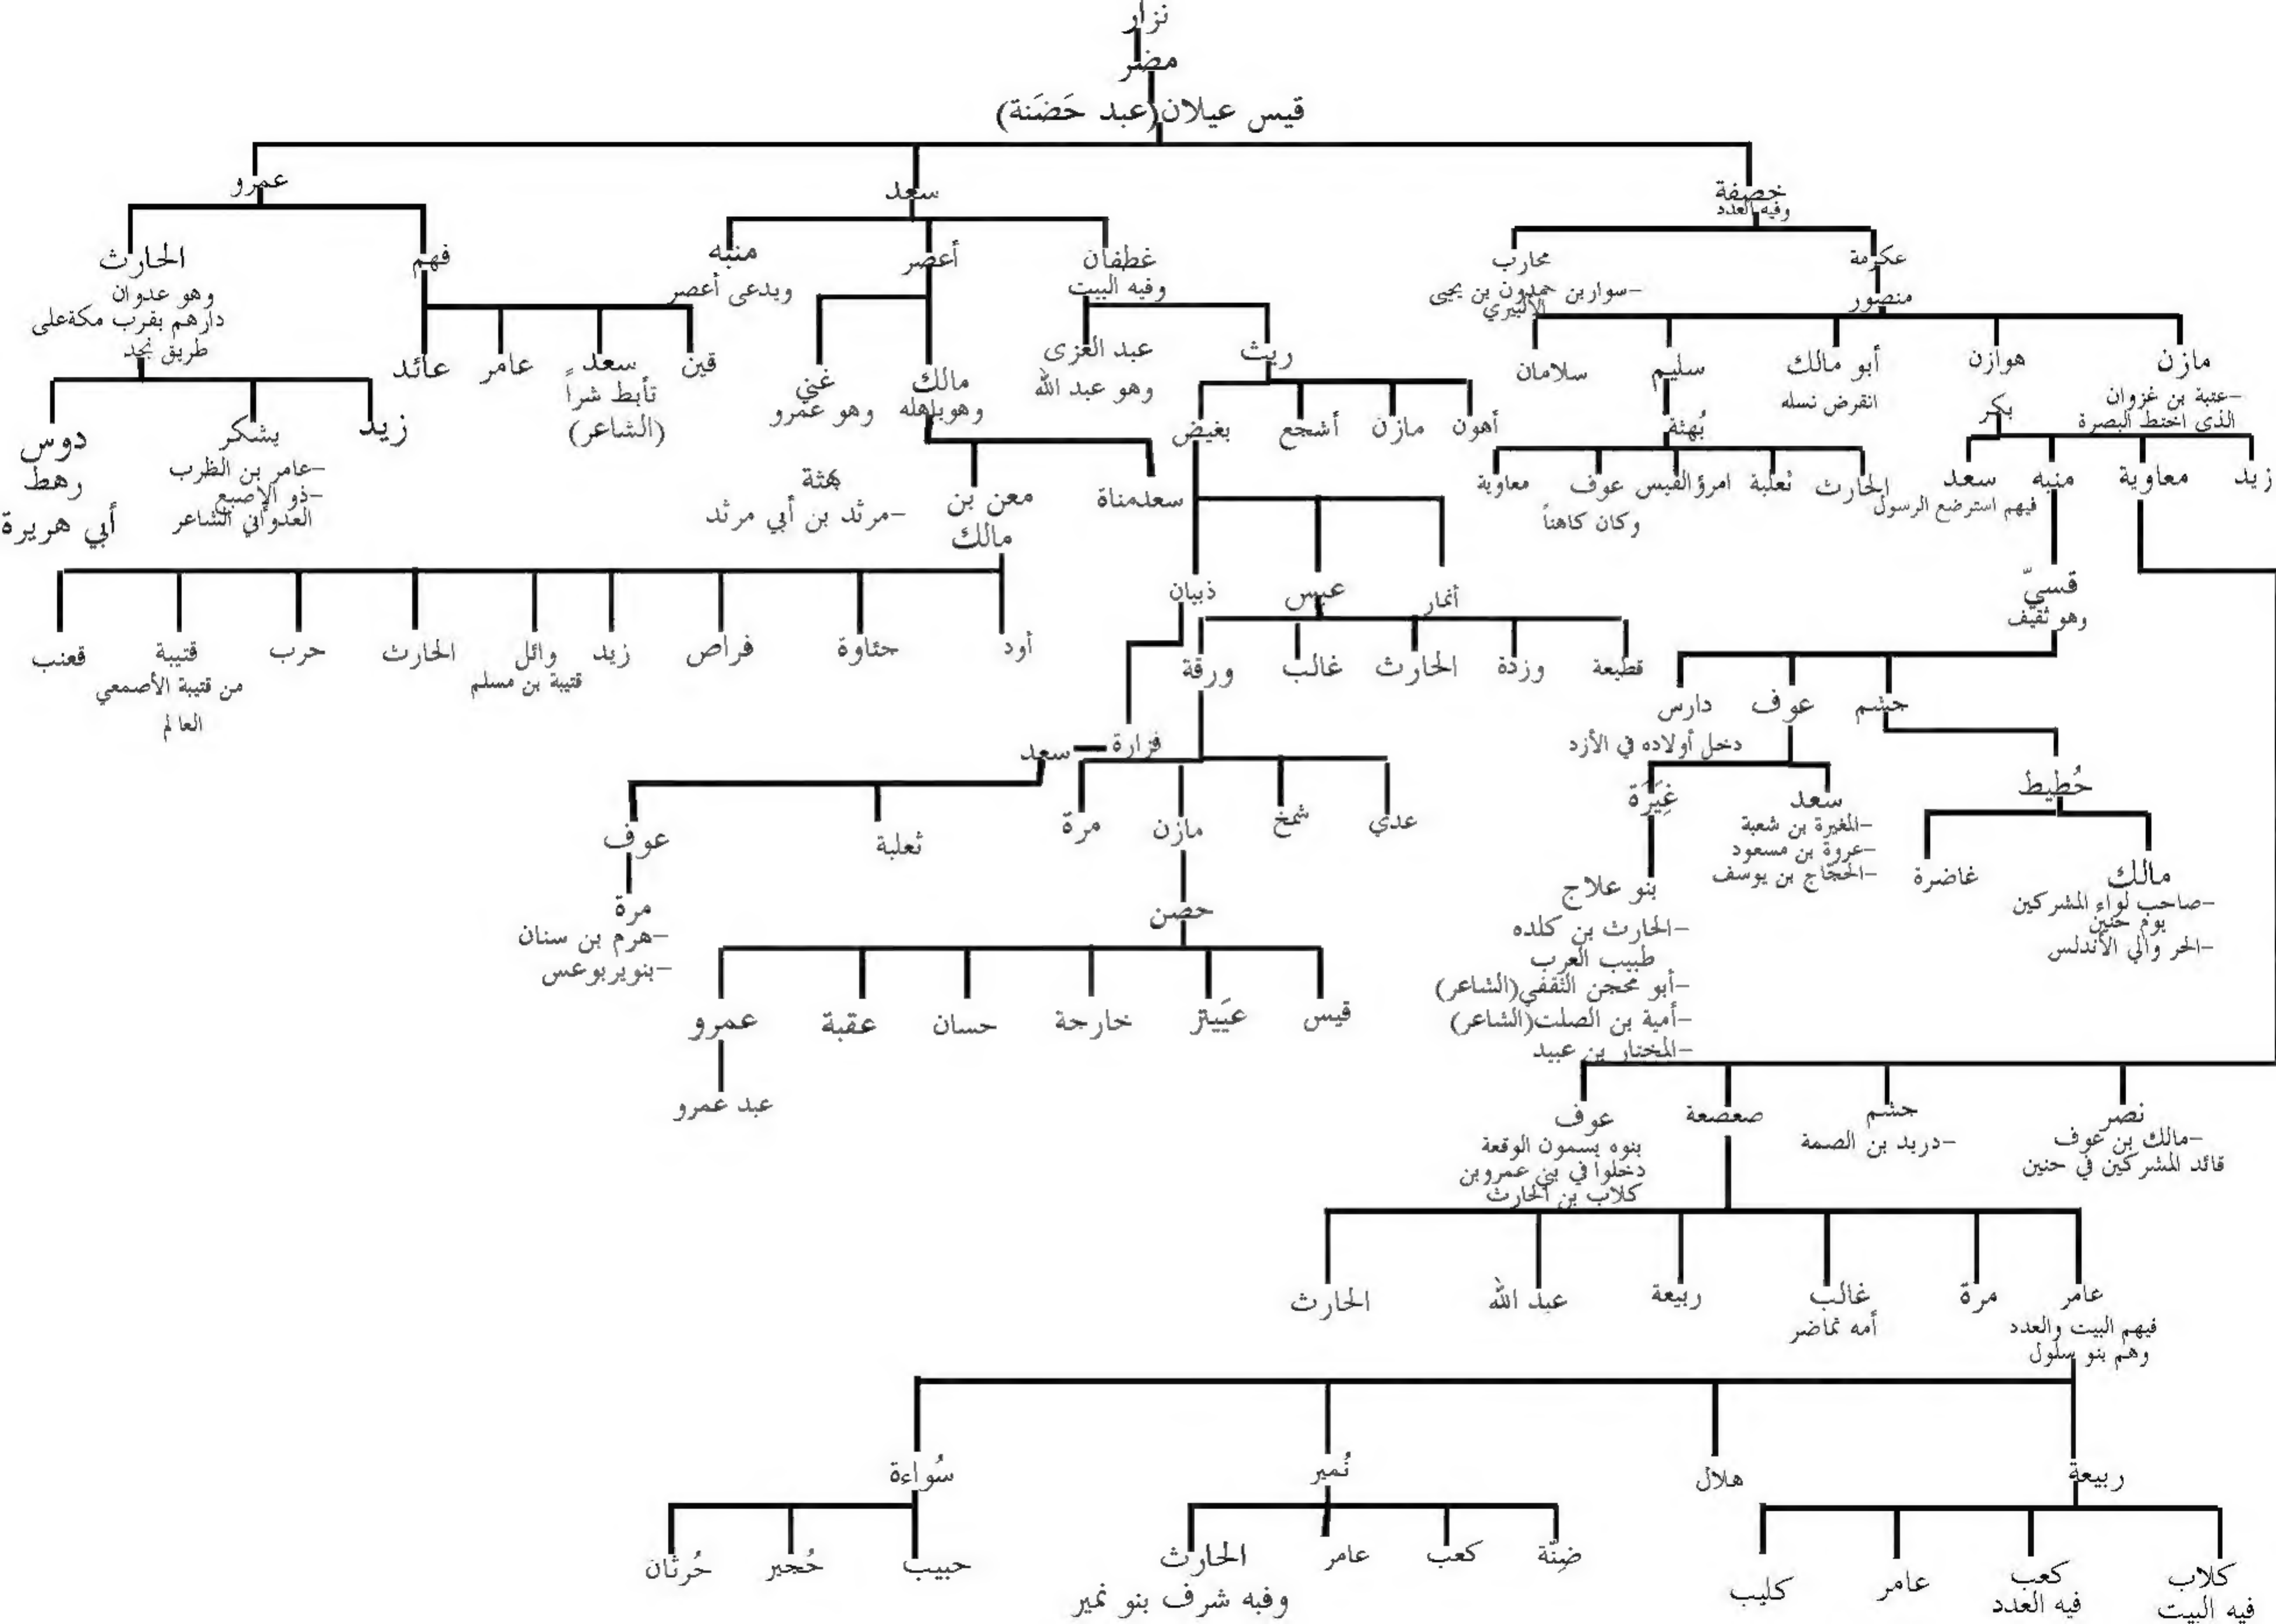 نزار
مضر
قيس عيلان(عبد حَضَنة)
خصفة
وفيه العدد
سعد
عمرو
عكرمة
محارب
-سواربن حمدون بن يحيى
الألبيري
منصور
غطفان
وفيه البيت
أعصر
منبه
ويدعى أعصر
فهم
الحارث
وهو عدوان
دارهم بقرب مكةعلى
طريق نجد
مازن
-عتبة بن غزوان
الذى اختط البصرة
هوازن
بكر
أبو مالك
انقرض نسله
سليم
سلامان
ريث
عبد العزى
وهو عبد الله
مالك
وهوباهله
غني
وهو عمرو
قين
سعد
تأبط شراً
(الشاعر)
عامر
عائد
زيد
يشكر
-عامر بن الظرب
-ذو الإصبع
العدواني الشاعر
دوس
رهط
أبي هريرة
زيد
معاوية
منبه
سعد
فيهم استرضع الرسول
بُهثة
الحارث
ثعلبة
امرؤالقيس
عوف
وكان كاهناً
معاوية
أهون
مازن
أشجع
بغيض
سعدمناة
معن بن
مالك
هثة
-مرثد بن أبي مرثد
قسيّ
وهو ثقيف
أنمار
عبس
ذبيان
أود
حئاوة
فراص
زيد
وائل
قتيبة بن مسلم
الحارث
حرب
قتيبة
من قتيبة الأصمعي
العالم
قعنب
قطبعة
وزدة
الحارث
غالب
ورقة
جشم
عوف
دارس
دخل أولاده في الأزد
فزارة
سعد
حُطيط
سعد
-المغيرة بن شعبة
-عروة بن مسعود
-الحجّاج بن يوسف
غِيَرَة
عدي
شمخ
مازن
مرة
ثعلبة
عوف
مالك
-صاحب لواء المشركين
يوم حنين
-الحر والي الأندلس
غاضرة
بنو علاج
-الحارث بن كلده
طبيب العرب
-أبو محجن الثقفي(الشاعر)
-أمية بن الصلت(الشاعر)
-المختار بن عبيد
حصن
مرة
-هرم بن سنان
-بنويربوعس
قيس
خارجة
حسان
عقبة
عمرو
عبد عمرو
نصر
-مالك بن عوف
قائد المشركين في حنين
جشم
-دريد بن الصمة
صعصعة
عوف
بنوه يسمون الوقعة
دخلوا في بني عمروبن
كلاب بن الحارث
عامر
فيهم البيت والعدد
وهم بنو سلول
مرة
غالب
أمه تماضر
ربيعة
عبد الله
الحارث
ربيعة
هلال
نُمير
سُواءة
كلاب
فيه البيت
كعب
فيه العدد
عامر
كليب
ضِنّة
كعب
عامر
الحارث
وفيه شرف بنو نمير
حبيب
حُجير
حُرثان